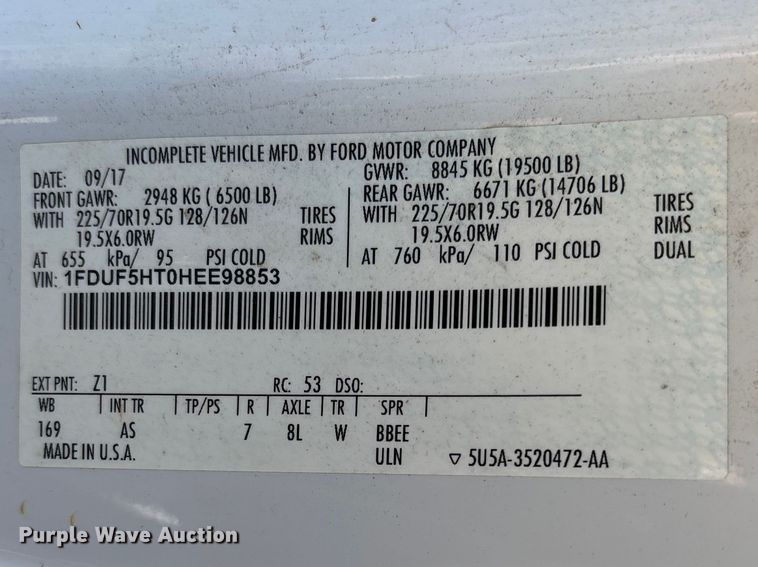 INCOMPLETE VEHICLE MFD. BY FORD MOTOR COMPANY
DATE: 09/17 GVWR: 8845 KG (19500 LB)
FRONT GAWR: 2948 KG ( 6500 LB) REAR GAWR: 6671 KG (14706 LB)
WITH 225/70R19.5G 128/126N TIRES WITH 225/70R19.5G 128/126N TIRES
19.5X6.0RW RIMS 19.5X6.0RW RIMS
AT 655 kPa/ 95 PSI COLD AT 760 kPa/ 110 PSI COLD DUAL
VIN: 1FDUF5HT0HEE98853
EXT PNT: Z1 RC: 53 DSO:
WB INT TR TP/PS R AXLE TR SPR
169 AS 7 8L W BBEE
MADE IN U.S.A. ULN ▽ 5U5A-3520472-AA
Purple Wave Auction